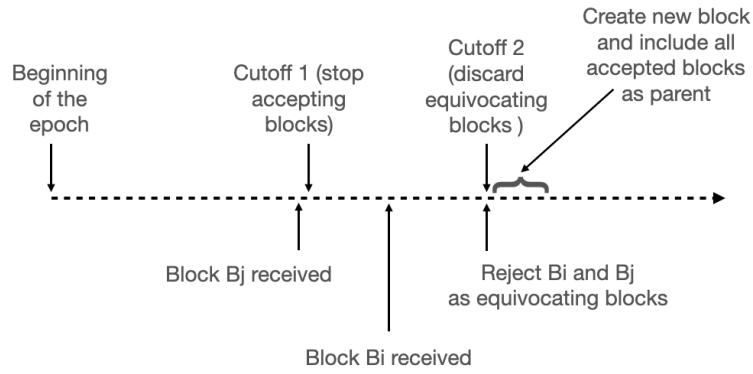 Beginning
of the
epoch
Cutoff 1 (stop
accepting
blocks)
Cutoff 2
(discard
equivocating
blocks )
Create new block
and include all
accepted blocks
as parent
Block Bj received
Block Bi received
Reject Bi and Bj
as equivocating blocks